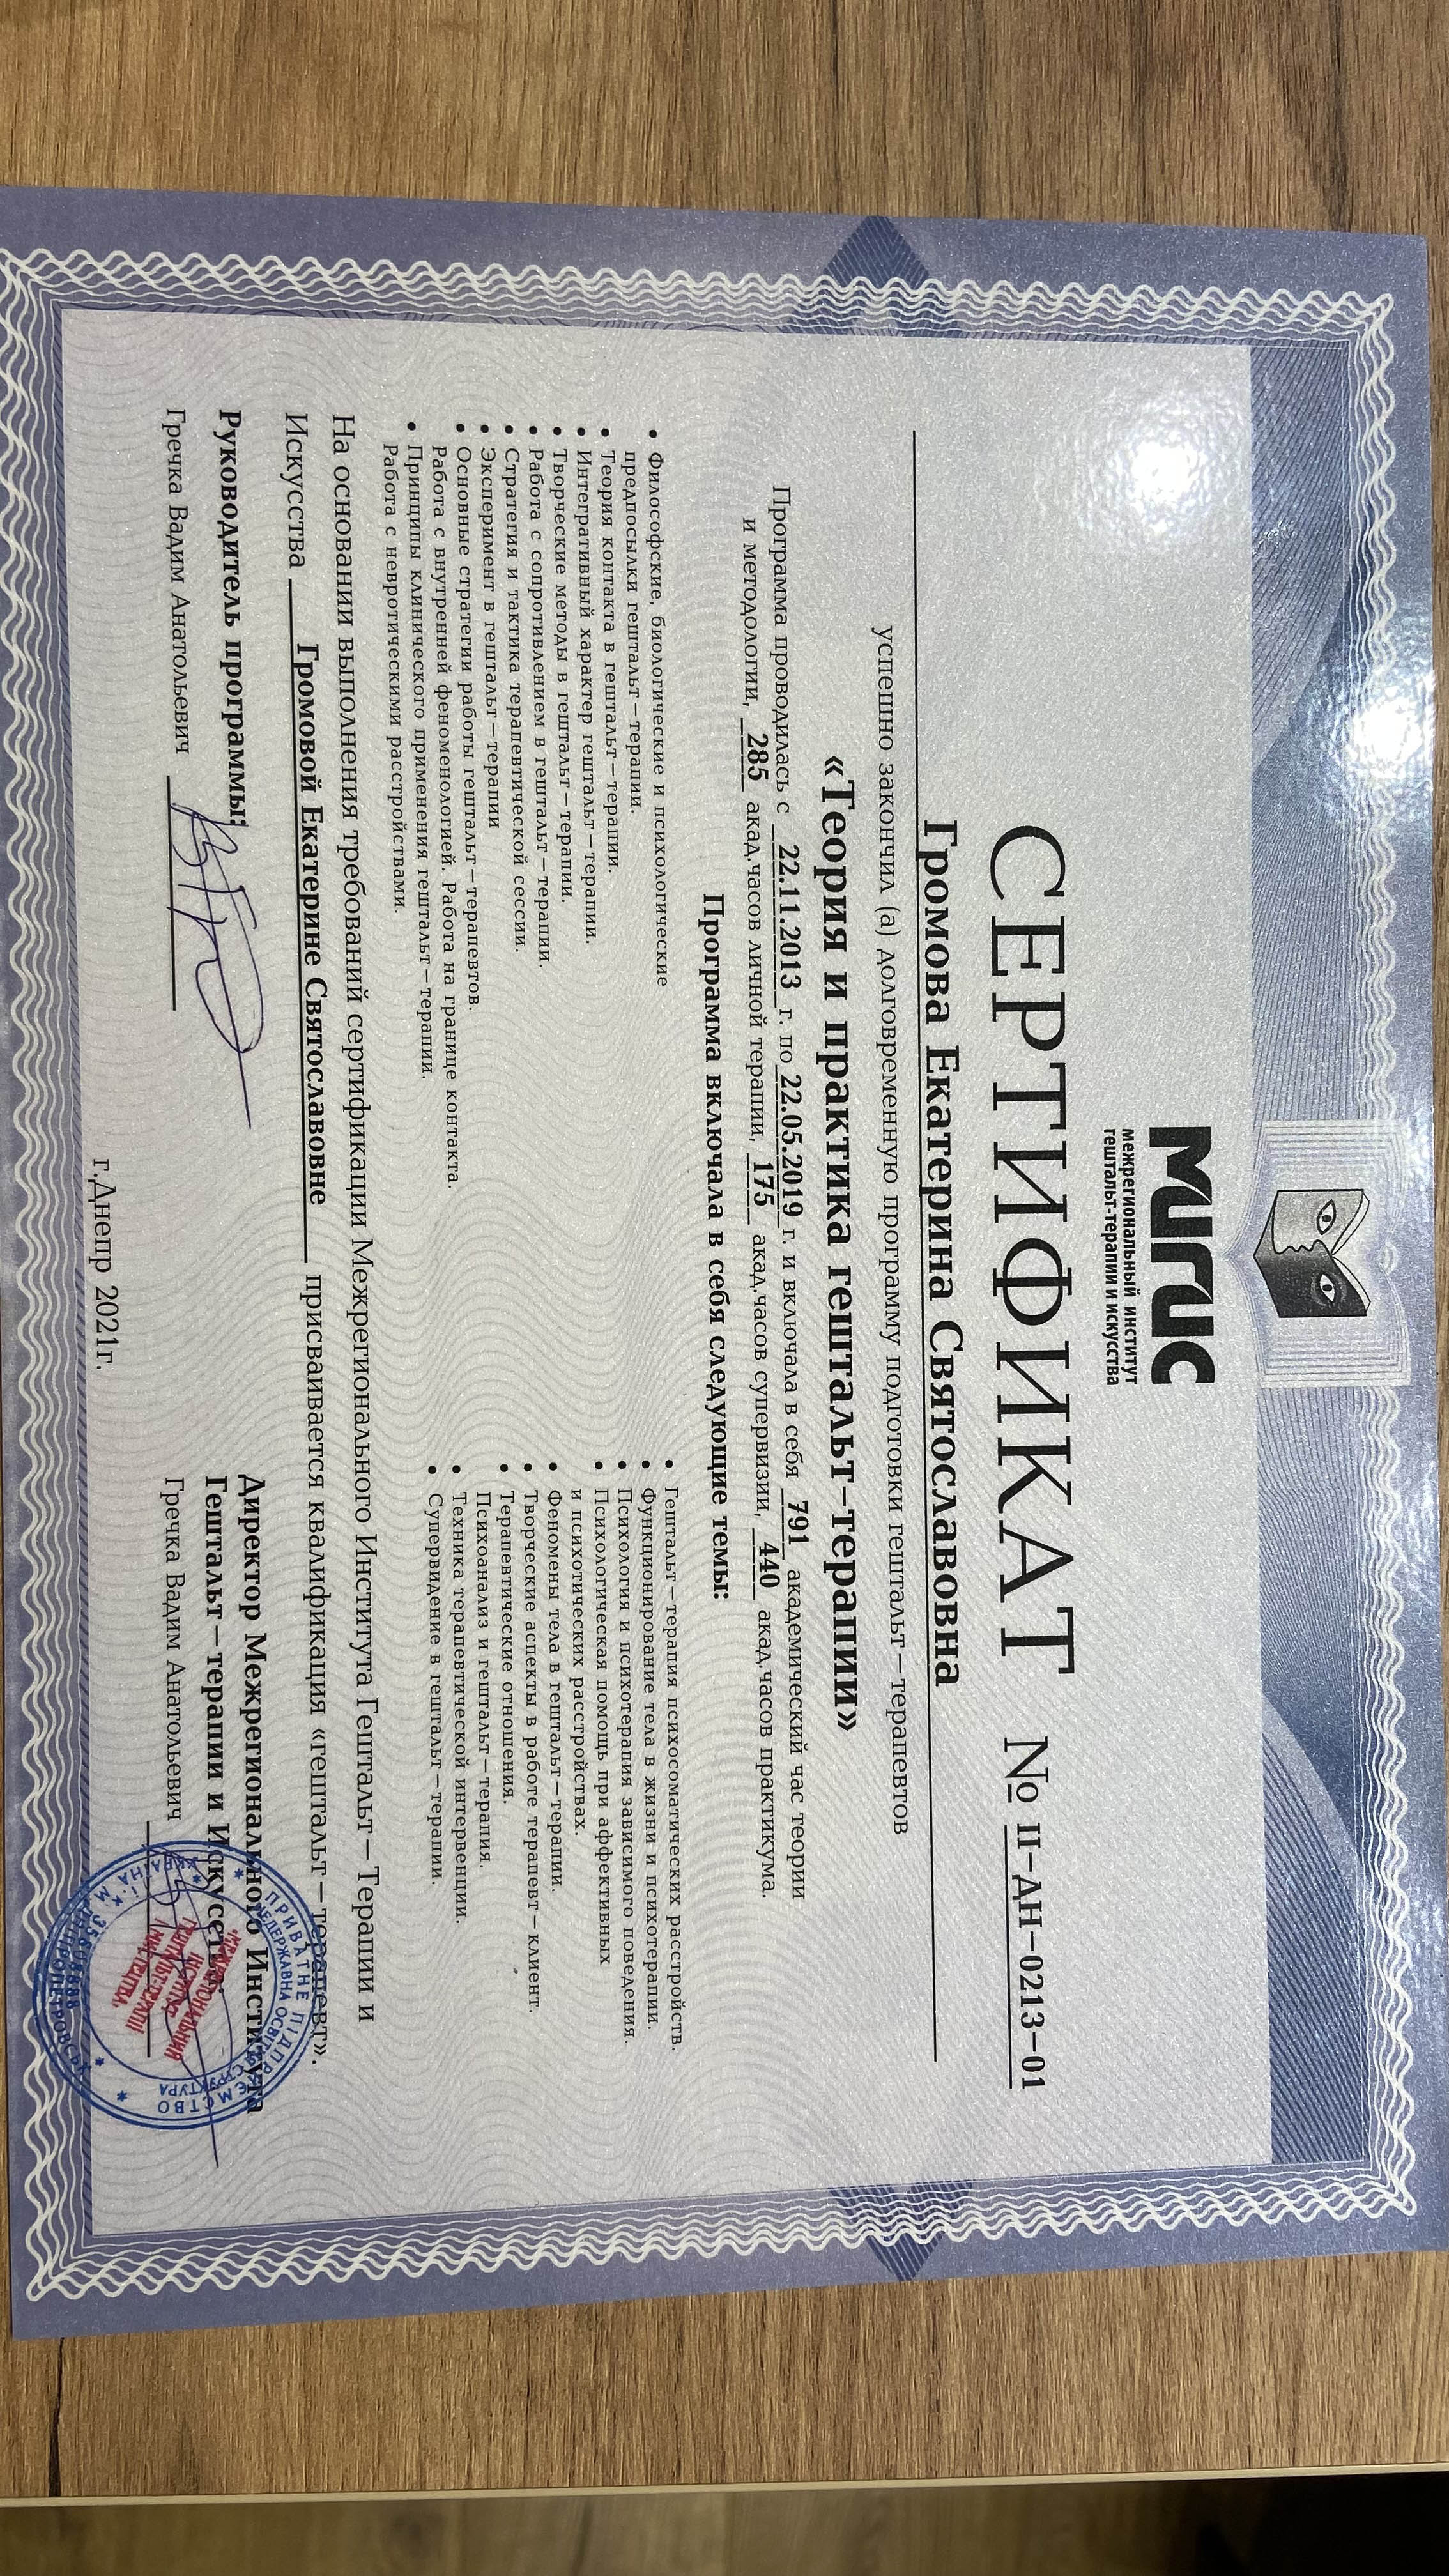 МИГИС
межрегиональный институт
гештальт-терапии и искусства
СЕРТИФИКАТ № II-ДН-0213-01
Громова Екатерина Святославовна
успешно закончил (а) долговременную программу подготовки гештальт-терапевтов
«Теория и практика гештальт-терапии»
Программа проводилась с 22.11.2013 г. по 22.05.2019 г. и включала в себя 791 академический час теории
и методологии, 285 акад.часов личной терапии, 175 акад.часов супервизии, 440 акад.часов практикума.
Программа включала в себя следующие темы:
• Философские, биологические и психологические
предпосылки гештальт-терапии.
• Теория контакта в гештальт-терапии.
• Интегративный характер гештальт-терапии.
• Творческие методы в гештальт-терапии.
• Работа с сопротивлением в гештальт-терапии.
• Стратегия и тактика терапевтической сессии.
• Эксперимент в гештальт-терапии
• Основные стратегии работы гештальт-терапевтов.
Работа с внутренней феноменологией. Работа на границе контакта.
• Принципы клинического применения гештальт-терапии.
Работа с невротическими расстройствами.
• Гештальт-терапия психосоматических расстройств.
• Функционирование тела в жизни и психотерапии.
• Психология и психотерапия зависимого поведения.
• Психологическая помощь при аффективных
и психотических расстройствах.
• Феномены тела в гештальт-терапии.
• Творческие аспекты в работе терапевт-клиент.
• Терапевтические отношения.
Психоанализ и гештальт-терапия.
• Техника терапевтической интервенции.
• Супервидение в гештальт-терапии.
На основании выполнения требований сертификации Межрегионального Института Гештальт-Терапии и
Искусства Громовой Екатерине Святославовне присваивается квалификация «гештальт-терапевт».
Руководитель программы:
Гречка Вадим Анатольевич
Директор Межрегионального Института
Гештальт-терапии и Искусства.
Гречка Вадим Анатольевич
ПРИВАТНЕ ПІДПРИЄМСТВО
НЕДЕРЖАВНА ОСВІТНЯ СТРУКТУРА
УКРАЇНА
г.Днепр 2021г.